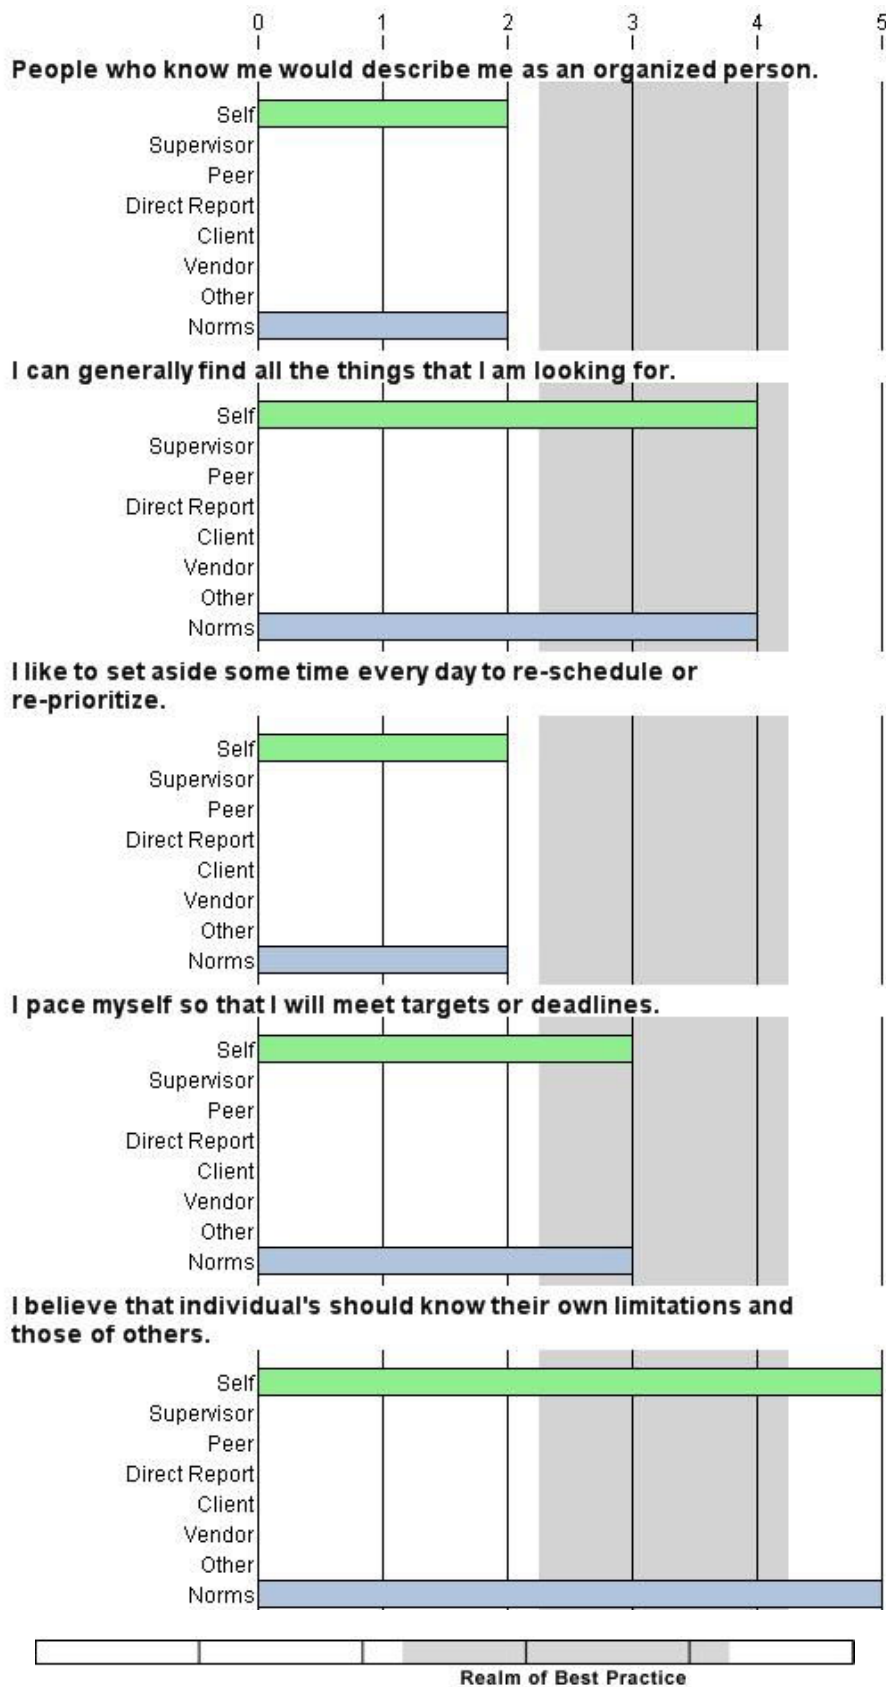 0 1 2 3 4 5
People who know me would describe me as an organized person.
Self
Supervisor
Peer
Direct Report
Client
Vendor
Other
Norms
I can generally find all the things that I am looking for.
Self
Supervisor
Peer
Direct Report
Client
Vendor
Other
Norms
I like to set aside some time every day to re-schedule or
re-prioritize.
Self
Supervisor
Peer
Direct Report
Client
Vendor
Other
Norms
I pace myself so that I will meet targets or deadlines.
Self
Supervisor
Peer
Direct Report
Client
Vendor
Other
Norms
I believe that individual's should know their own limitations and
those of others.
Self
Supervisor
Peer
Direct Report
Client
Vendor
Other
Norms
Realm of Best Practice